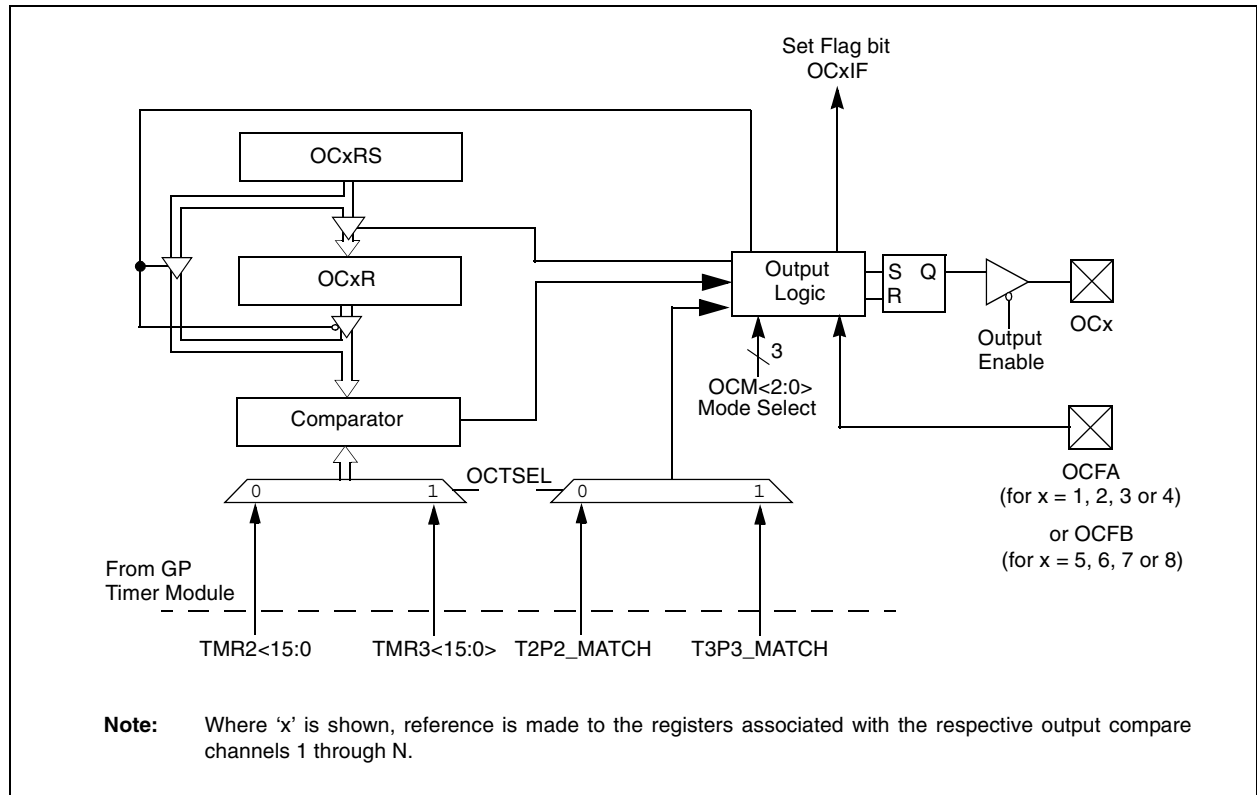 Set Flag bit
OCxIF
OCxRS
OCxR
Output
Logic
S Q
R
OCx
Output
Enable
3
OCM<2:0>
Mode Select
Comparator
OCTSEL
0 1
0 1
OCFA
(for x = 1, 2, 3 or 4)
or OCFB
(for x = 5, 6, 7 or 8)
From GP
Timer Module
TMR2<15:0 TMR3<15:0> T2P2_MATCH T3P3_MATCH
Note: Where ‘x’ is shown, reference is made to the registers associated with the respective output compare
channels 1 through N.